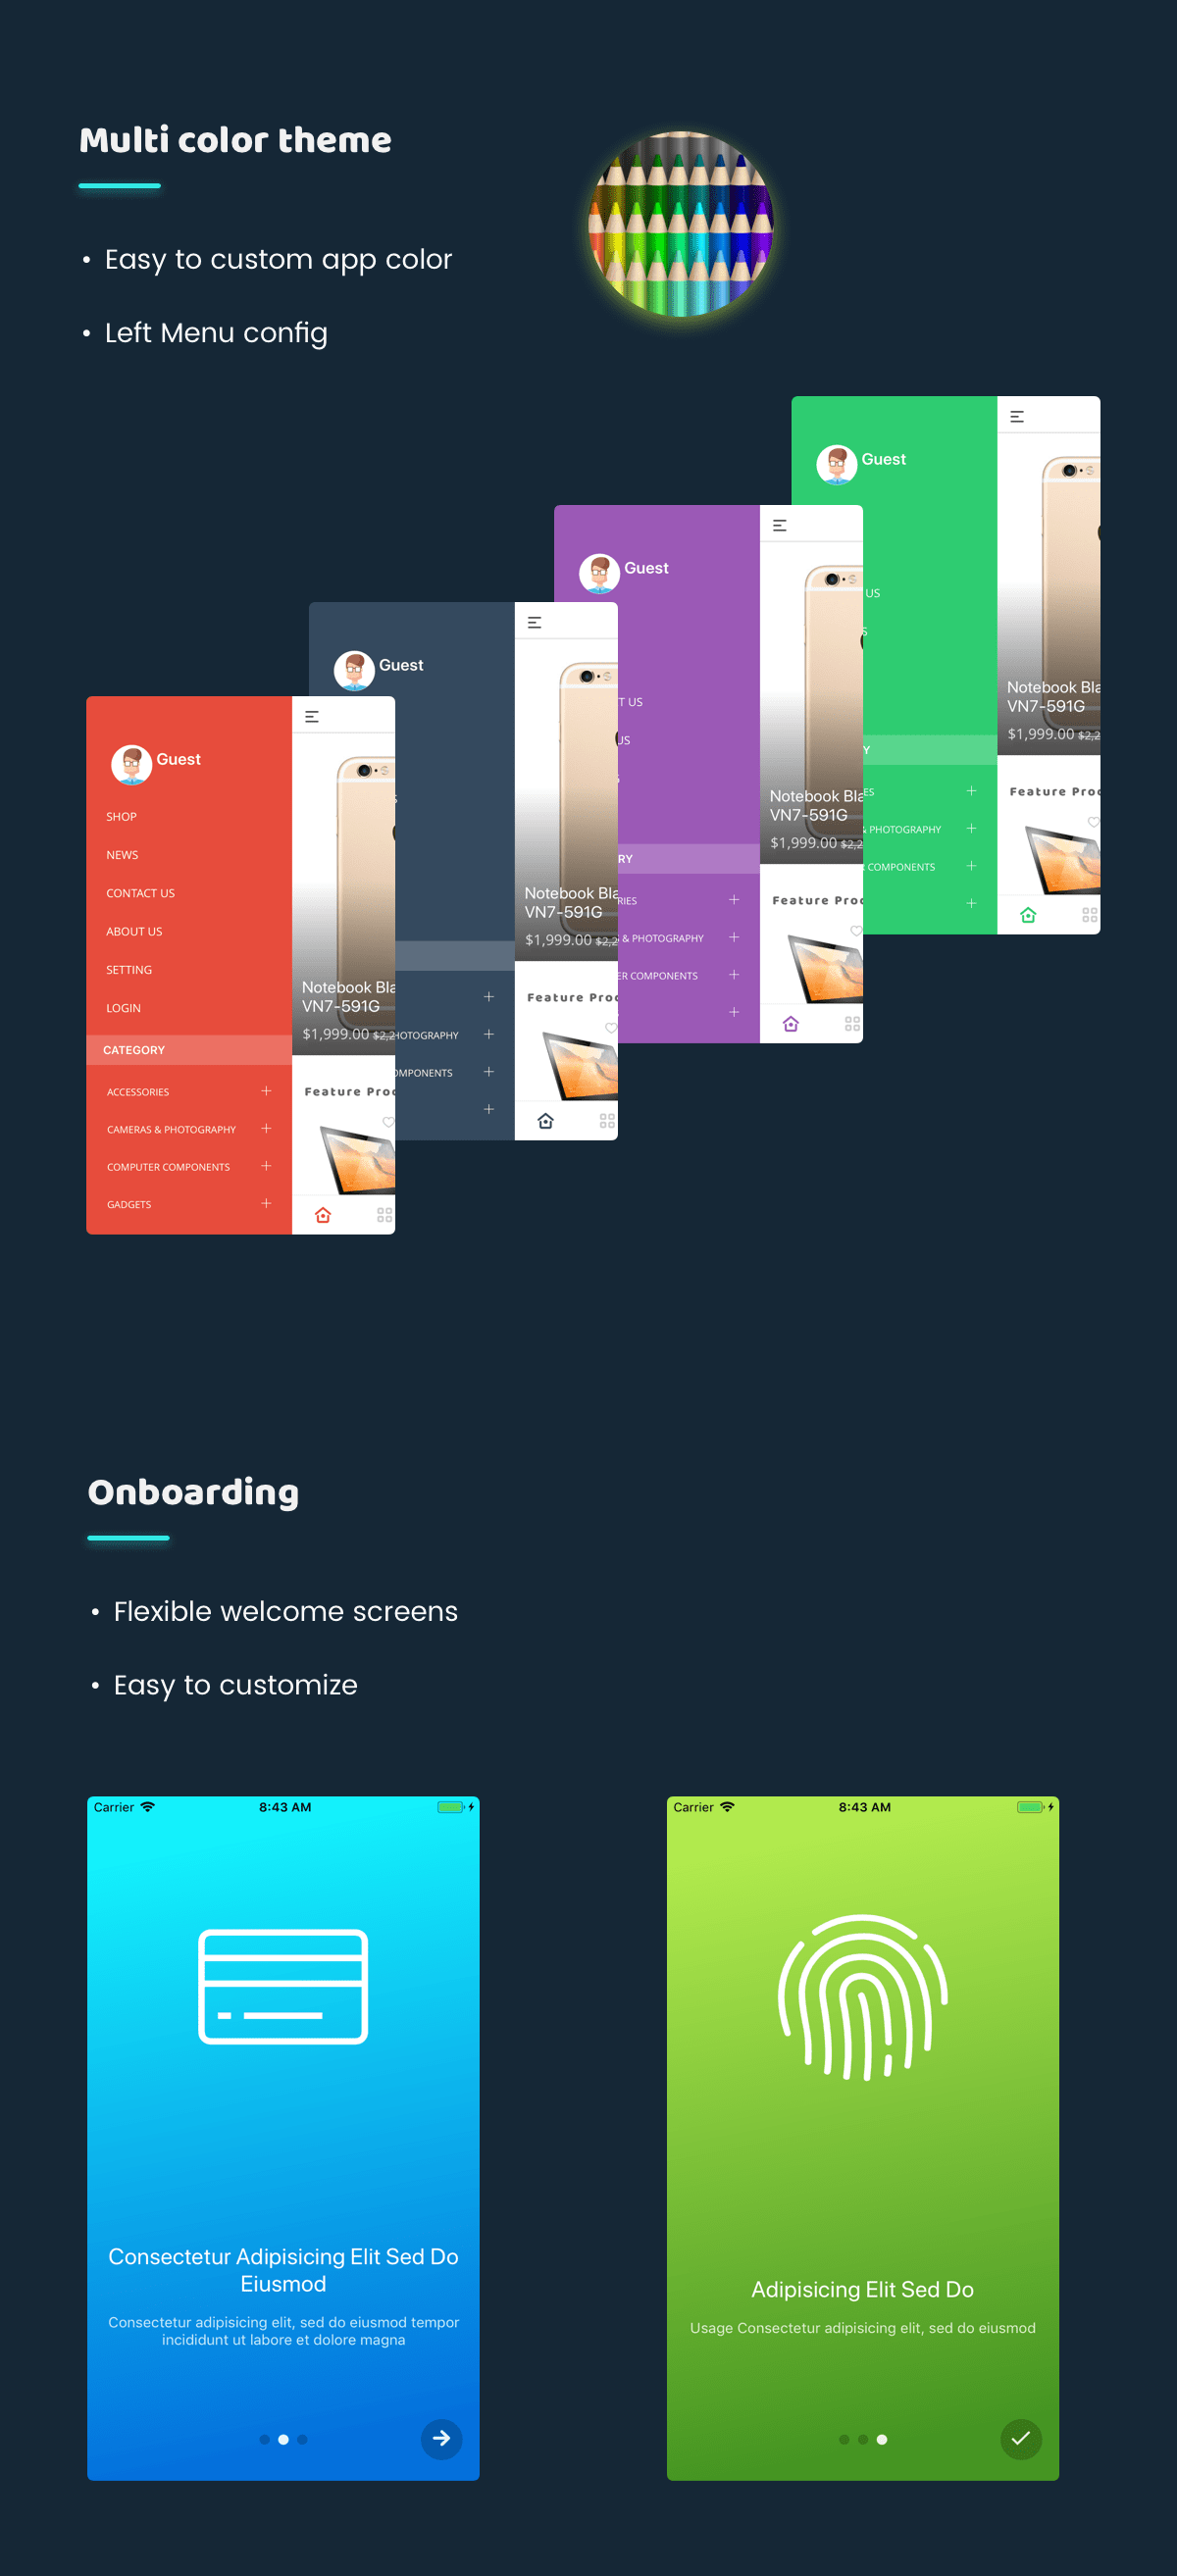 Multi color theme
• Easy to custom app color
• Left Menu config
Guest
US
Notebook Bla
VN7-591G
$1,999.00 $2,2
Feature Proc
& PHOTOGRAPHY
COMPONENTS
Guest
T US
US
RY
RIES
& PHOTOGRAPHY
ER COMPONENTS
Notebook Bla
VN7-591G
$1,999.00 $2,2
Feature Proc
Guest
HOTOGRAPHY
OMPONENTS
Notebook Bla
VN7-591G
$1,999.00 $2,2
Feature Proc
Guest
SHOP
NEWS
CONTACT US
ABOUT US
SETTING
LOGIN
CATEGORY
ACCESSORIES
CAMERAS & PHOTOGRAPHY
COMPUTER COMPONENTS
GADGETS
Notebook Bla
VN7-591G
$1,999.00 $2,2
Feature Proc
Onboarding
• Flexible welcome screens
• Easy to customize
Carrier 8:43 AM
Consectetur Adipisicing Elit Sed Do
Eiusmod
Consectetur adipisicing elit, sed do eiusmod tempor
incididunt ut labore et dolore magna
Carrier 8:43 AM
Adipisicing Elit Sed Do
Usage Consectetur adipisicing elit, sed do eiusmod